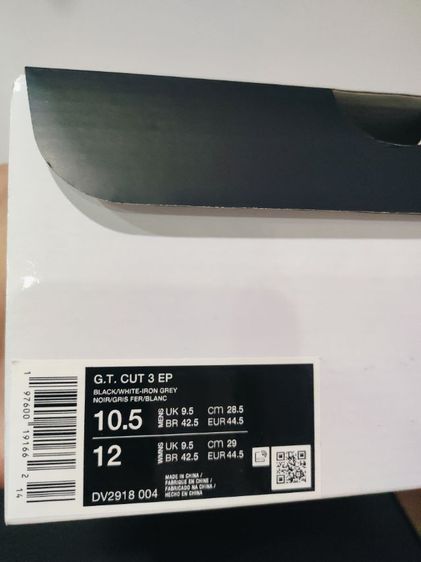 G.T. CUT 3 EP
BLACK/WHITE-IRON GREY
NOIR/GRIS FER/BLANC
10.5 MENS UK 9.5 cm 28.5
BR 42.5 EUR 44.5
12 WMNS UK 9.5 cm 29
BR 42.5 EUR 44.5
MADE IN CHINA /
FABRIQUE EN CHINE /
FABRICADO NA CHINA /
HECHO EN CHINA
DV2918 004
1 97600 19166 2 14